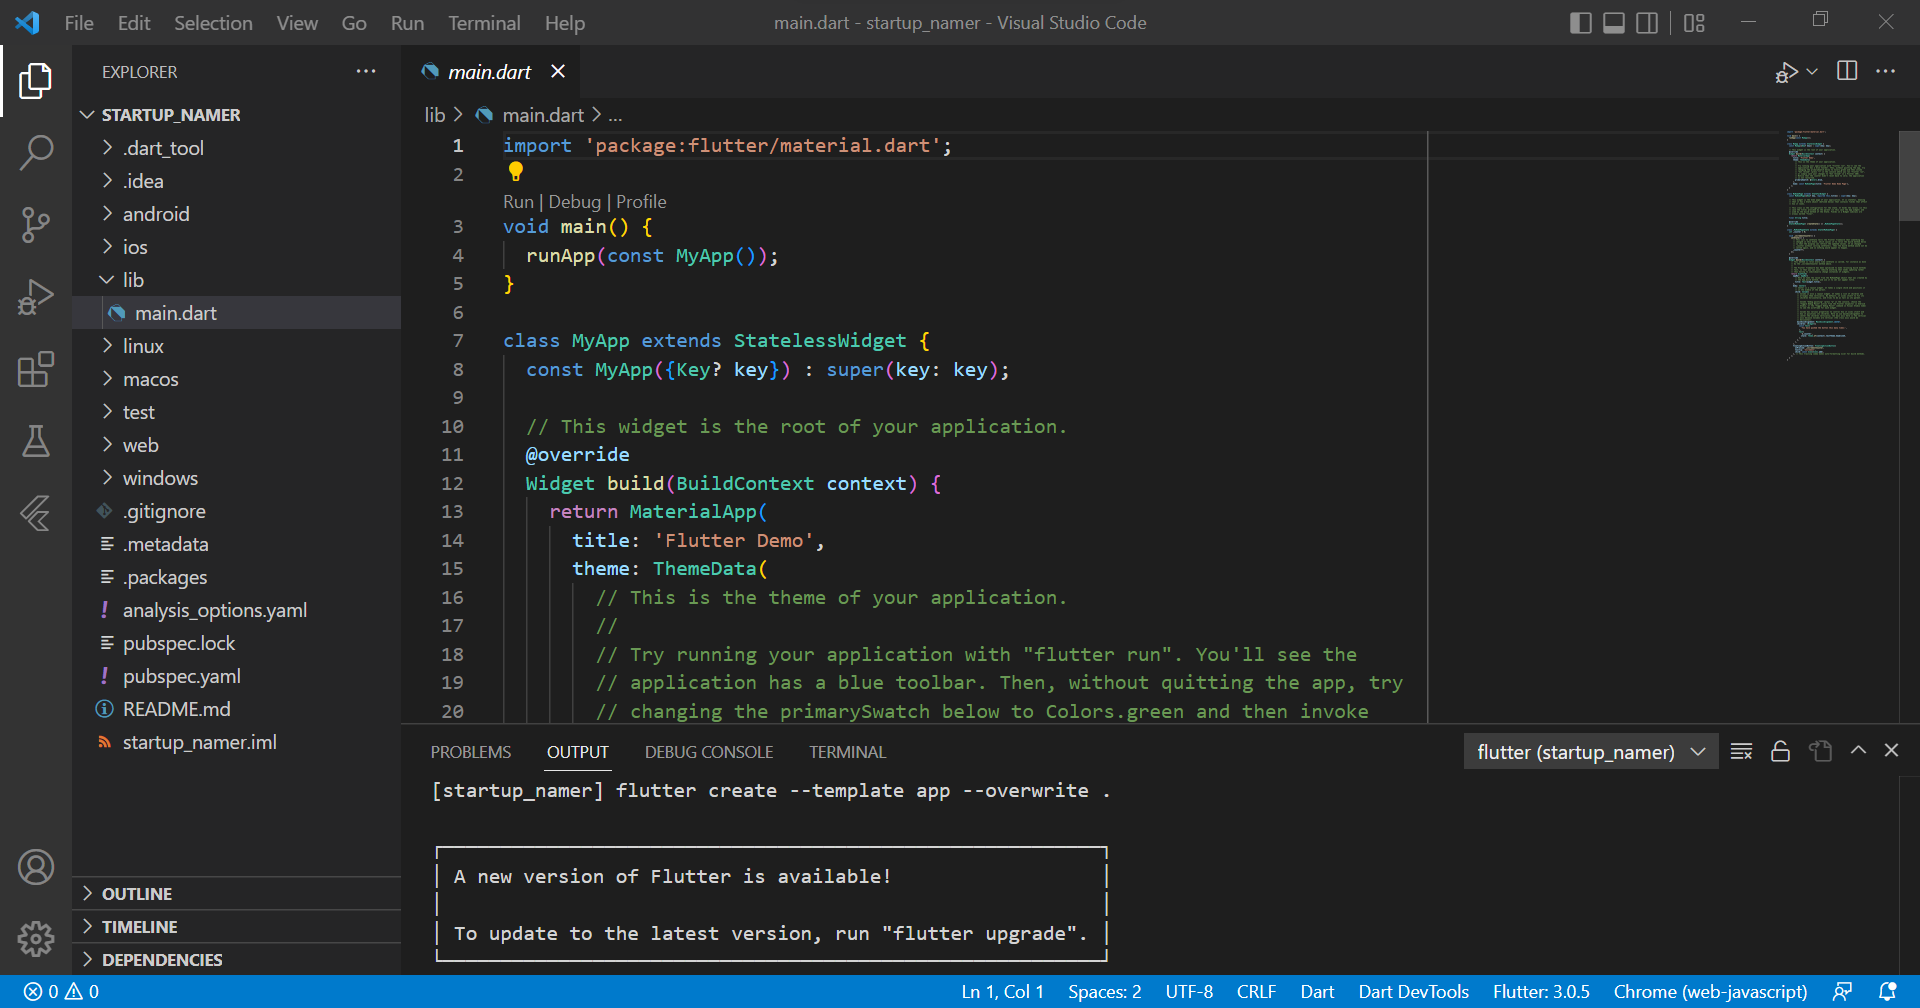 File Edit Selection View Go Run Terminal Help
main.dart - startup_namer - Visual Studio Code
EXPLORER
STARTUP_NAMER
.dart_tool
.idea
android
ios
lib
main.dart
linux
macos
test
web
windows
.gitignore
.metadata
.packages
analysis_options.yaml
pubspec.lock
pubspec.yaml
README.md
startup_namer.iml
OUTLINE
TIMELINE
DEPENDENCIES
main.dart
lib > main.dart > ...
1 import 'package:flutter/material.dart';
2
Run | Debug | Profile
3 void main() {
4 runApp(const MyApp());
5 }
6
7 class MyApp extends StatelessWidget {
8 const MyApp({Key? key}) : super(key: key);
9
10 // This widget is the root of your application.
11 @override
12 Widget build(BuildContext context) {
13 return MaterialApp(
14 title: 'Flutter Demo',
15 theme: ThemeData(
16 // This is the theme of your application.
17 //
18 // Try running your application with "flutter run". You'll see the
19 // application has a blue toolbar. Then, without quitting the app, try
20 // changing the primarySwatch below to Colors.green and then invoke
PROBLEMS OUTPUT DEBUG CONSOLE TERMINAL
flutter (startup_namer)
[startup_namer] flutter create --template app --overwrite .
A new version of Flutter is available!
To update to the latest version, run "flutter upgrade".
0 0
Ln 1, Col 1 Spaces: 2 UTF-8 CRLF Dart Dart DevTools Flutter: 3.0.5 Chrome (web-javascript)